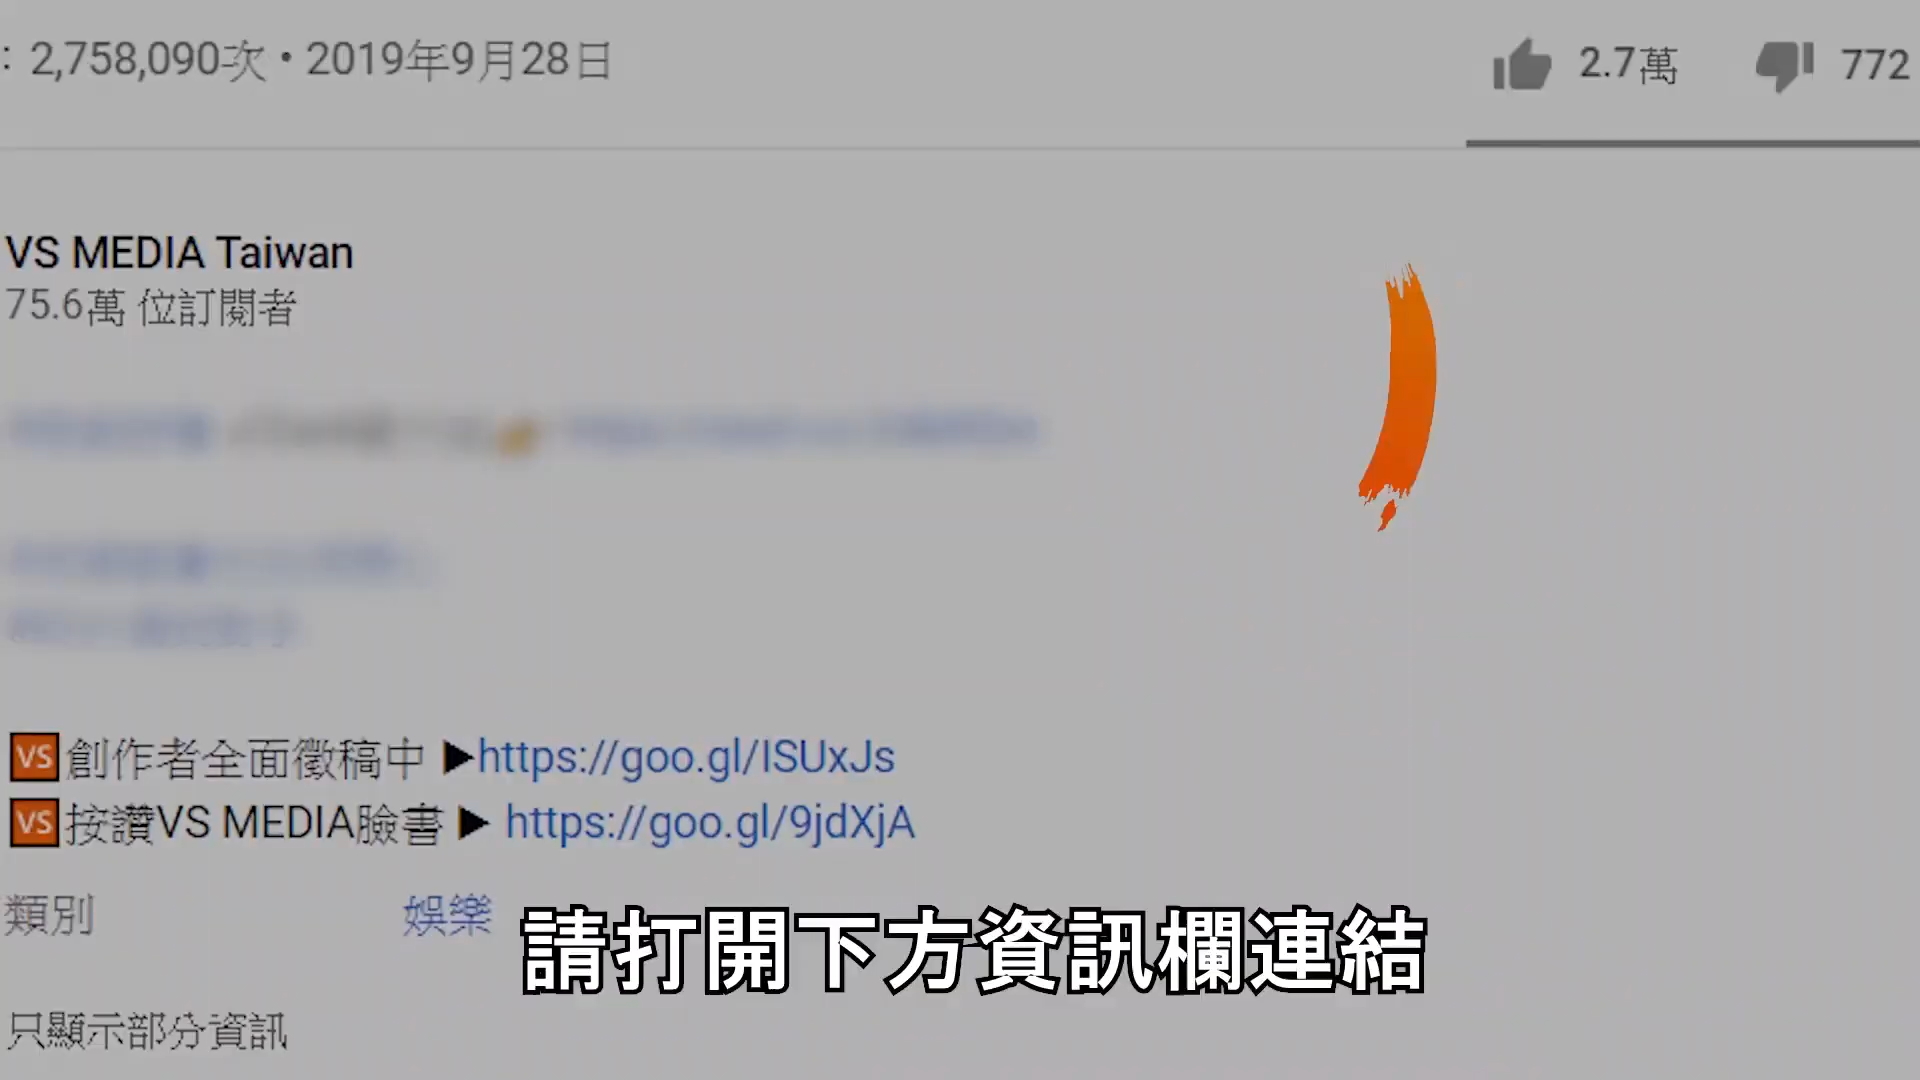 : 2,758,090次 • 2019年9月28日
2.7萬
772
VS MEDIA Taiwan
75.6萬 位訂閱者
VS 創作者全面徵稿中 ▶https://goo.gl/ISUxJs
VS 按讚VS MEDIA臉書 ▶ https://goo.gl/9jdXjA
類別 娛樂
請打開下方資訊欄連結
只顯示部分資訊